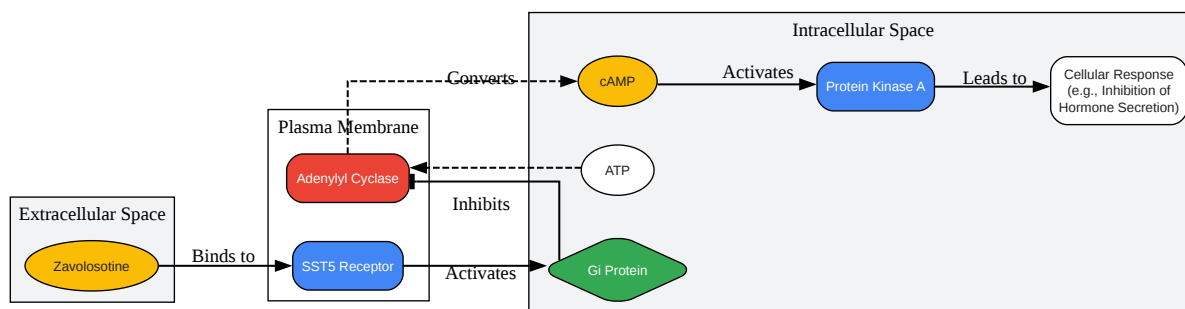 Intracellular Space
Converts
cAMP
Activates
Protein Kinase A
Leads to
Cellular Response
(e.g., Inhibition of
Hormone Secretion)
Plasma Membrane
Adenylyl Cyclase
ATP
Inhibits
Extracellular Space
Zavolosotine
Binds to
SST5 Receptor
Activates
Gi Protein